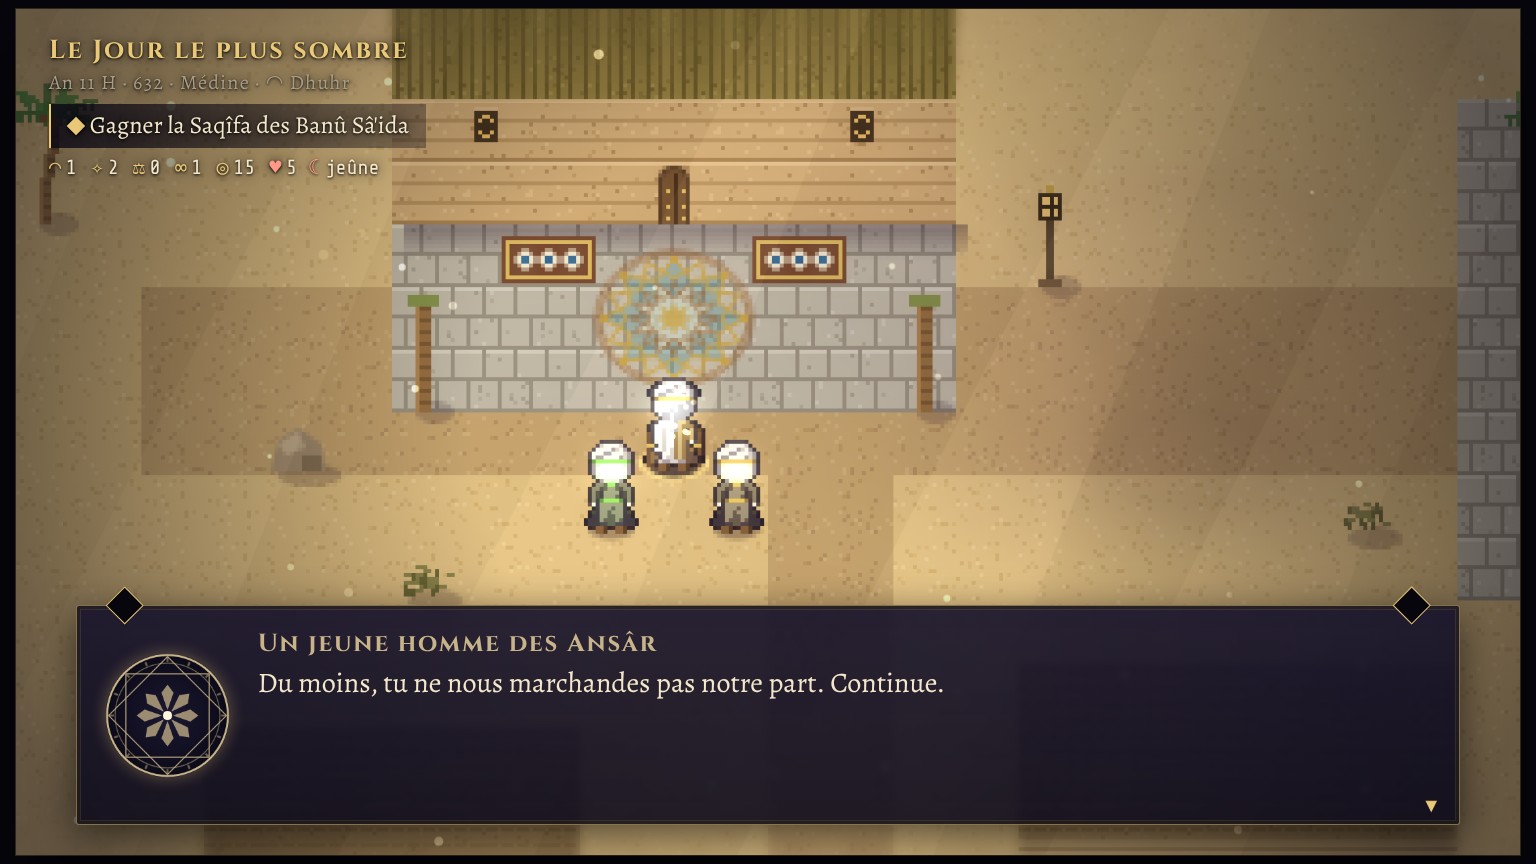 Le Jour le plus sombre
An 11 H · 632 · Médine · ◠ Dhuhr
◆ Gagner la Saqîfa des Banû Sâ'ida
◠1 ✧2 ⚖0 ∞1 ◎15 ♥5 ☾jeûne
Un jeune homme des Ansâr
Du moins, tu ne nous marchandes pas notre part. Continue.
▼